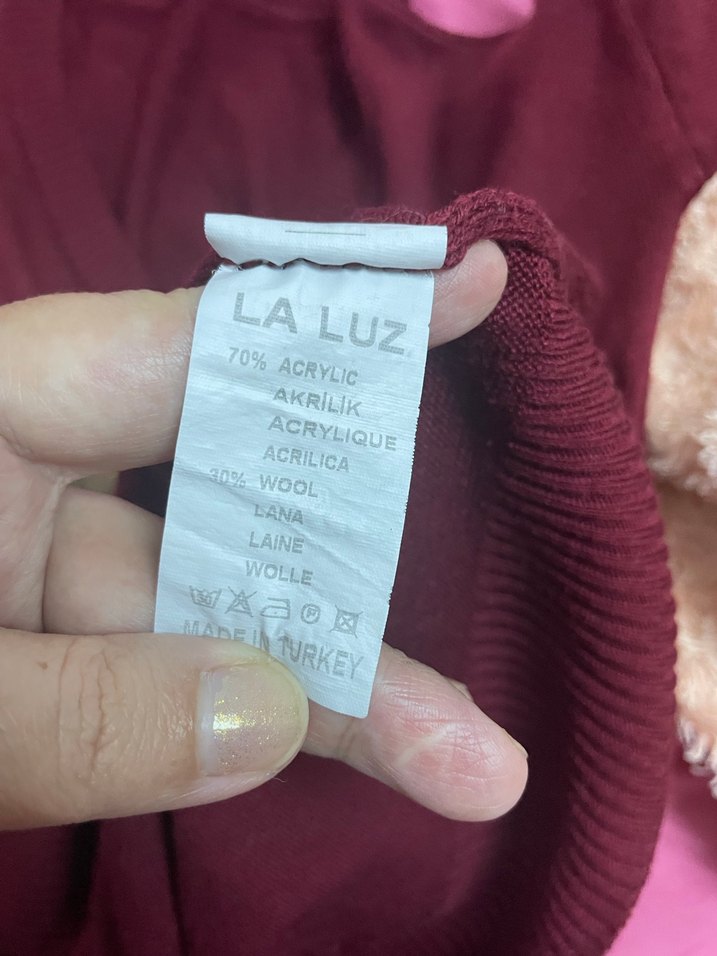 LA LUZ
70% ACRYLIC
AKRİLİK
ACRYLIQUE
ACRILICA
30% WOOL
LANA
LAINE
WOLLE
MADE IN TURKEY